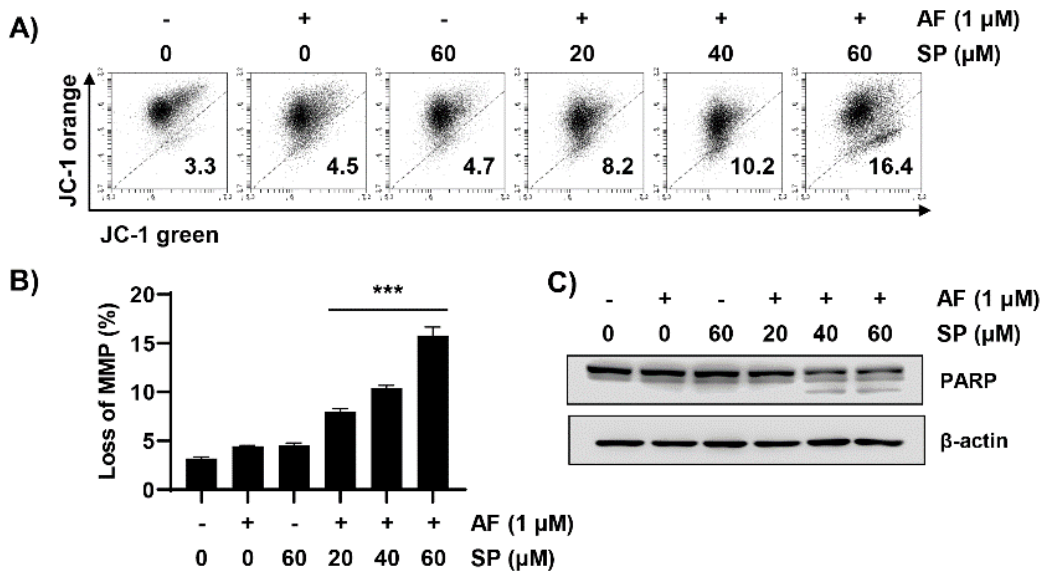 A)
- + - + + + AF (1 µM)
0 0 60 20 40 60 SP (µM)
JC-1 orange
3.3 4.5 4.7 8.2 10.2 16.4
JC-1 green
B)
***
Loss of MMP (%)
20
15
10
5
0
- + - + + + AF (1 µM)
0 0 60 20 40 60 SP (µM)
C)
- + - + + + AF (1 µM)
0 0 60 20 40 60 SP (µM)
PARP
β-actin